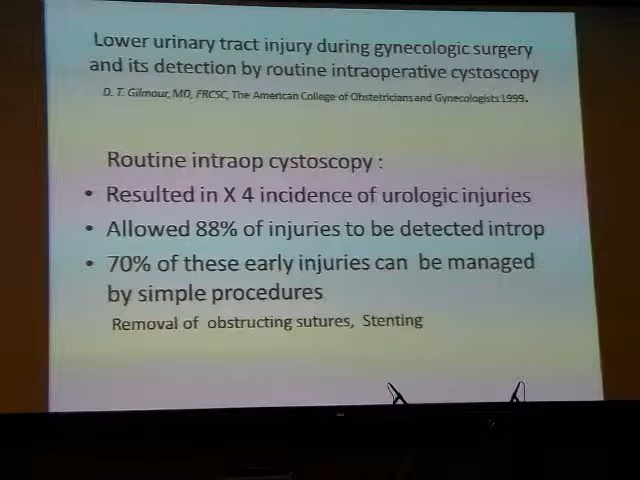 Lower urinary tract injury during gynecologic surgery
and its detection by routine intraoperative cystoscopy
D. T. Gilmour, MD, FRCSC, The American College of Obstetricians and Gynecologists 1999.
Routine intraop cystoscopy :
• Resulted in X 4 incidence of urologic injuries
• Allowed 88% of injuries to be detected introp
• 70% of these early injuries can be managed
by simple procedures
Removal of obstructing sutures, Stenting